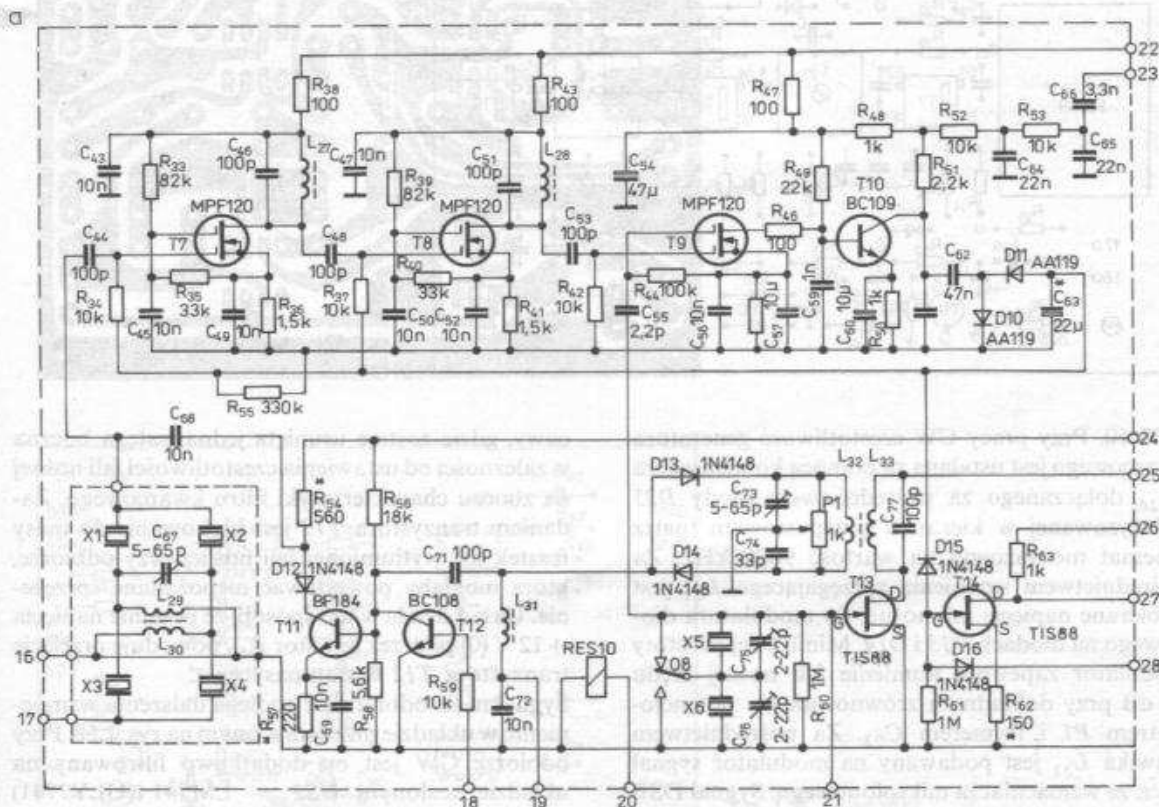 a
22
23
R38
100
R43
100
R47
100
C66
3,3n
R48
1k
R52
10k
R53
10k
C65
22n
C64
22n
C43
10n
R33
82k
C46
100p
L27
C47
10n
R39
82k
C51
100p
L28
C54
47µ
R49
22k
T10
BC109
R51
2,2k
MPF120
T7
MPF120
T8
MPF120
T9
R46
100
C44
100p
C48
100p
C53
100p
C62
47n
D11
AA119
D10
AA119
C63
*
22µ
R34
10k
R35
33k
R36
1,5k
R37
10k
R40
33k
R41
1,5k
R42
10k
R44
100k
C45
10n
C49
10n
C50
10n
C52
10n
C55
2,2p
C56
10n
C57
10µ
C59
1n
C60
10µ
R50
1k
R55
330k
C58
10n
24
25
26
27
28
X1
C67
5-65p
X2
29
30
X3
X4
16
17
R54
*
560
R56
18k
D12
1N4148
C71
100p
BF184
T11
BC108
T12
L31
R57
220
C69
10n
R58
5,6k
R59
10k
C72
10n
RES10
D13
1N4148
D14
1N4148
C73
5-65p
C74
33p
P1
1k
L32
L33
C77
100p
D15
1N4148
R63
1k
T13
G
D
S
TIS88
T14
G
D
S
TIS88
D16
1N4148
D8
X5
X6
C75
2-22p
2-22p
R60
1M
R61
1M
R62
150
18
19
20
21